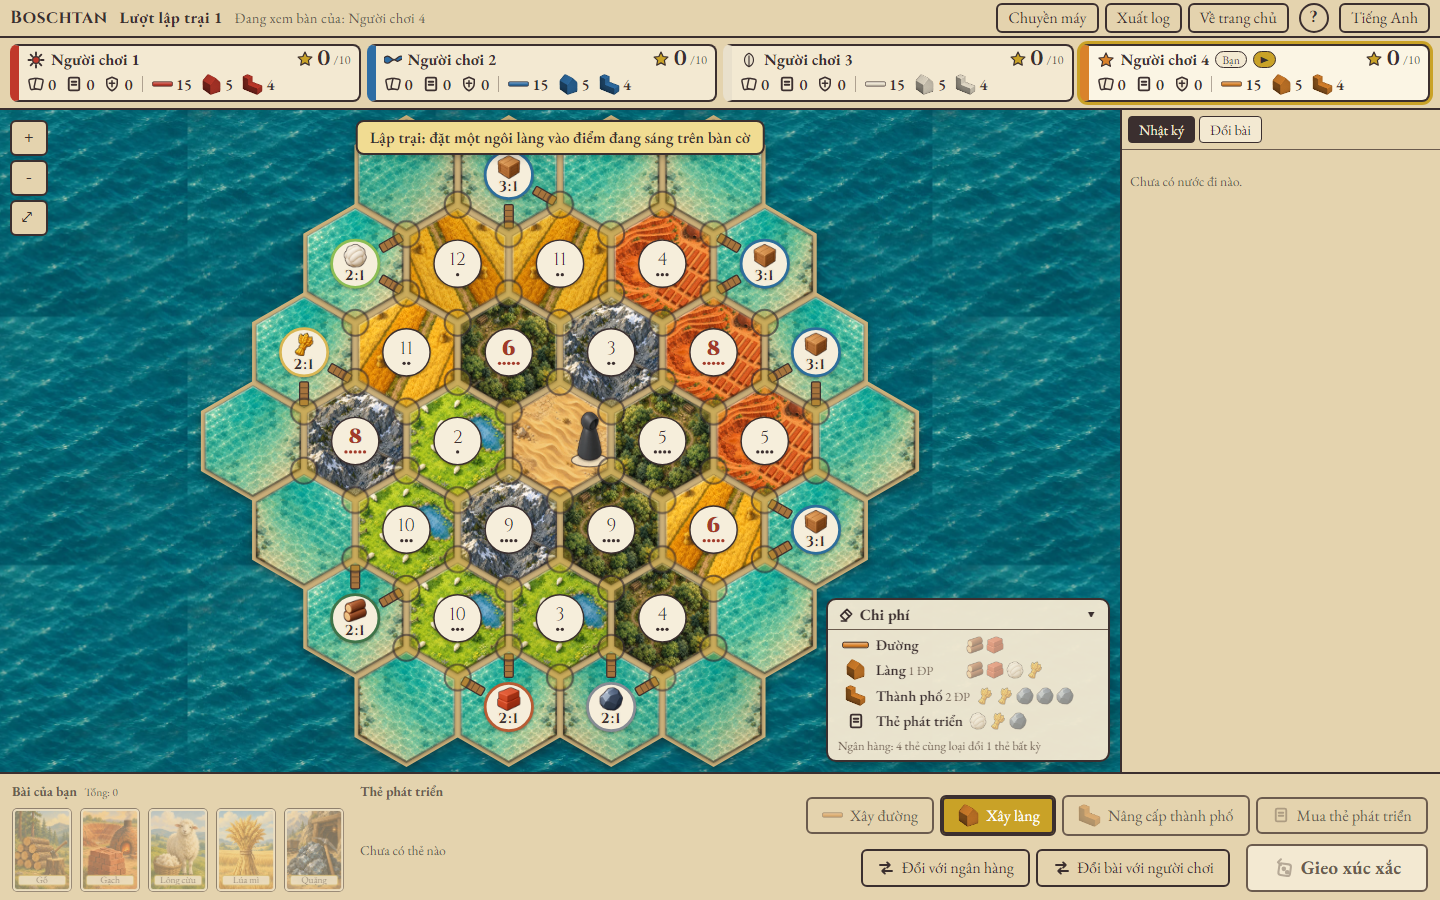 BOSCHTAN Lượt lập trại 1 Đang xem bàn của: Người chơi 4
Chuyền máy Xuất log Về trang chủ ? Tiếng Anh
Người chơi 1 0 /10
0 0 0 15 5 4
Người chơi 2 0 /10
0 0 0 15 5 4
Người chơi 3 0 /10
0 0 0 15 5 4
Người chơi 4 Bạn 0 /10
0 0 0 15 5 4
+
-
Lập trại: đặt một ngôi làng vào điểm đang sáng trên bàn cờ
3:1
2:1 12 11 4 3:1
2:1 11 6 3 8 3:1
8 2 5 5
10 9 9 6 3:1
2:1 10 3 4
2:1 2:1
Nhật ký Đổi bài
Chưa có nước đi nào.
Chi phí
Đường
Làng 1 ĐP
Thành phố 2 ĐP
Thẻ phát triển
Ngân hàng: 4 thẻ cùng loại đổi 1 thẻ bất kỳ
Bài của bạn Tổng: 0
Gỗ Gạch Lông cừu Lúa mì Quặng
Thẻ phát triển
Chưa có thẻ nào
Xây đường Xây làng Nâng cấp thành phố Mua thẻ phát triển
Đổi với ngân hàng Đổi bài với người chơi Gieo xúc xắc